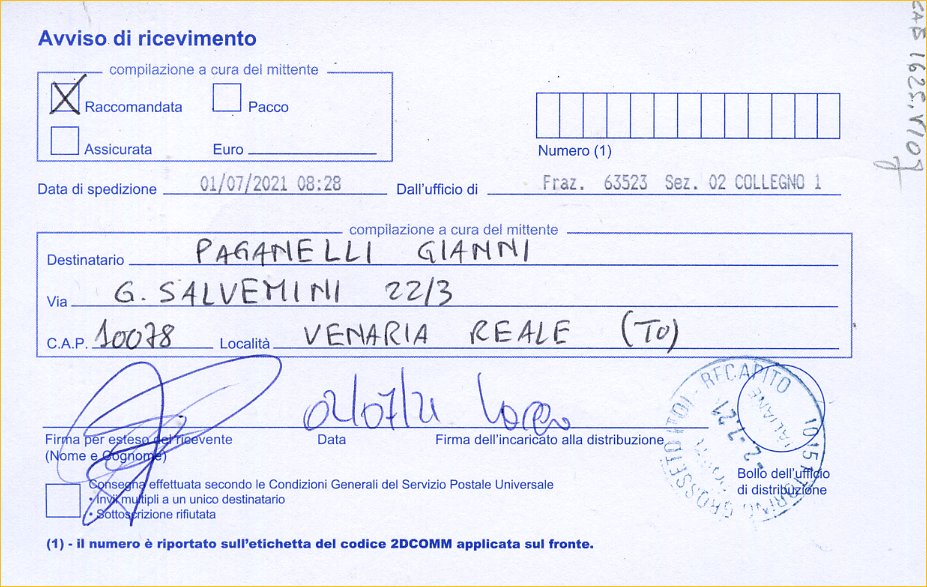 Avviso di ricevimento
compilazione a cura del mittente
Raccomandata Pacco
Assicurata Euro
Numero (1)
Data di spedizione 01/07/2021 08:28 Dall'ufficio di Fraz. 63523 Sez. 02 COLLEGNO 1
compilazione a cura del mittente
Destinatario PAGANELLI GIANNI
Via G. SALVEMINI 22/3
C.A.P. 10078 Località VENARIA REALE (TO)
02/07/21
Firma per esteso del ricevente Data Firma dell'incaricato alla distribuzione
(Nome e Cognome)
RECAPITO
GROSSETO (TO)
-2-7.21
Bollo dell'ufficio
di distribuzione
Consegna effettuata secondo le Condizioni Generali del Servizio Postale Universale
• Invii multipli a un unico destinatario
• Sottoscrizione rifiutata
(1) - il numero è riportato sull'etichetta del codice 2DCOMM applicata sul fronte.